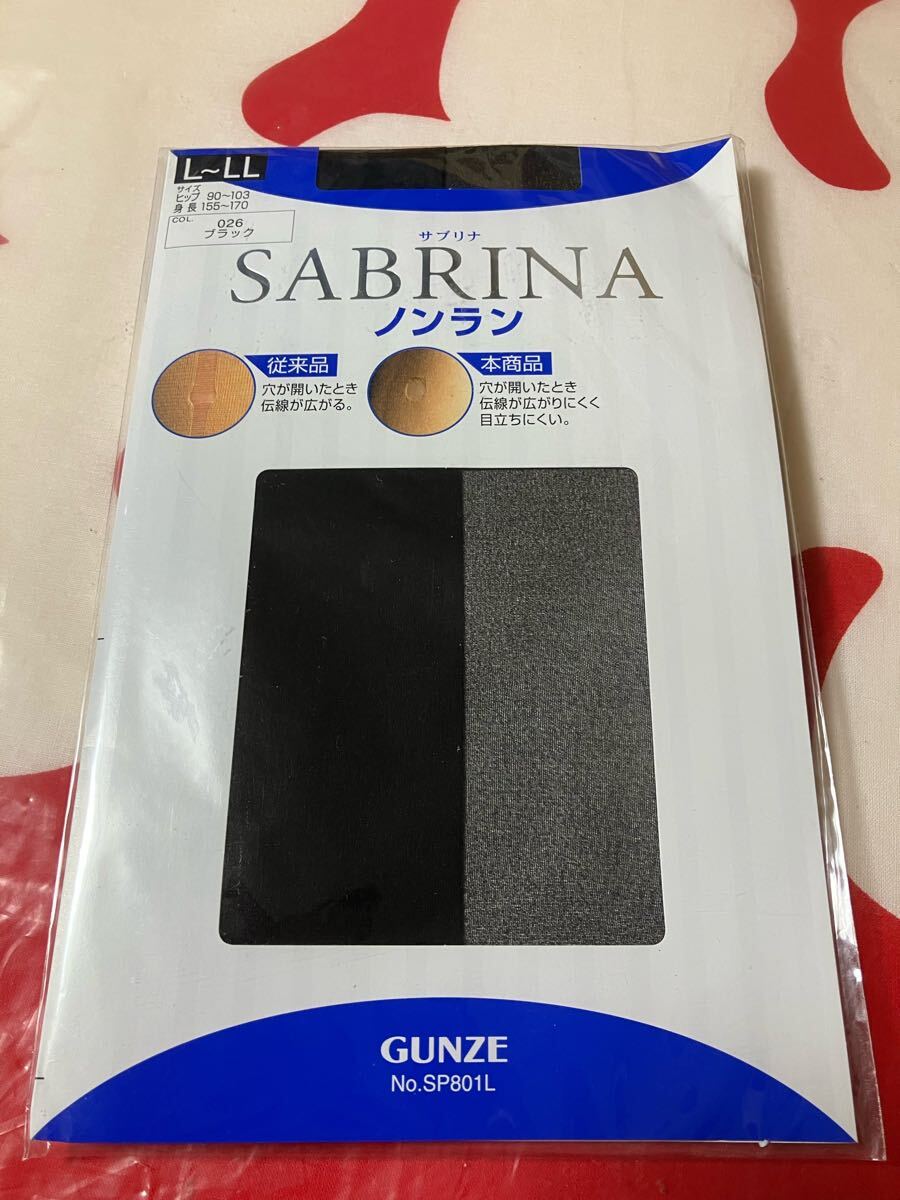 L~LL
サイズ
ヒップ 90~103
身長 155~170
COL.
026
ブラック
サブリナ
SABRINA
ノンラン
従来品
穴が開いたとき
伝線が広がる。
本商品
穴が開いたとき
伝線が広がりにくく
目立ちにくい。
GUNZE
No.SP801L